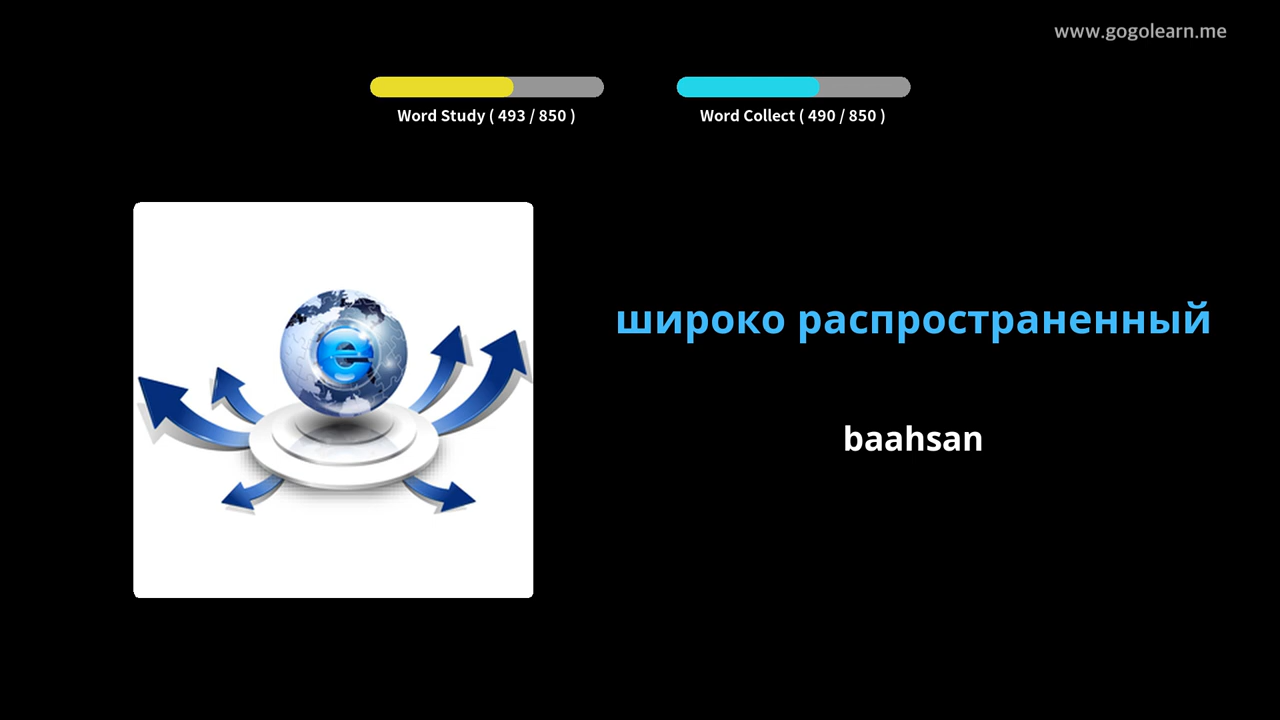 www.gogolearn.me
Word Study ( 493 / 850 )
Word Collect ( 490 / 850 )
e
широко распространенный
baahsan